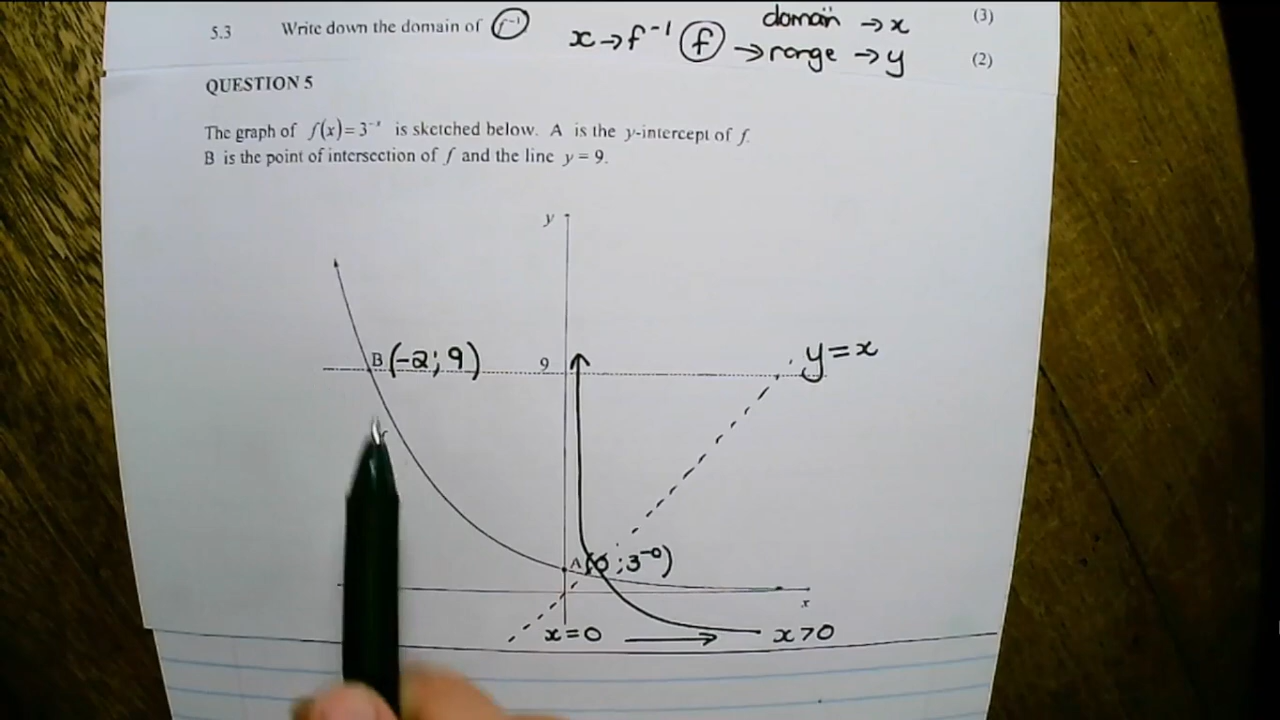 5.3 Write down the domain of f⁻¹ x→f⁻¹ f domain →x (3)
→range →y (2)
QUESTION 5
The graph of f(x)=3⁻ˣ is sketched below. A is the y-intercept of f.
B is the point of intersection of f and the line y = 9.
y
B (-2; 9) 9 y=x
A (0 ; 3⁻⁰)
x
x=0 → x>0